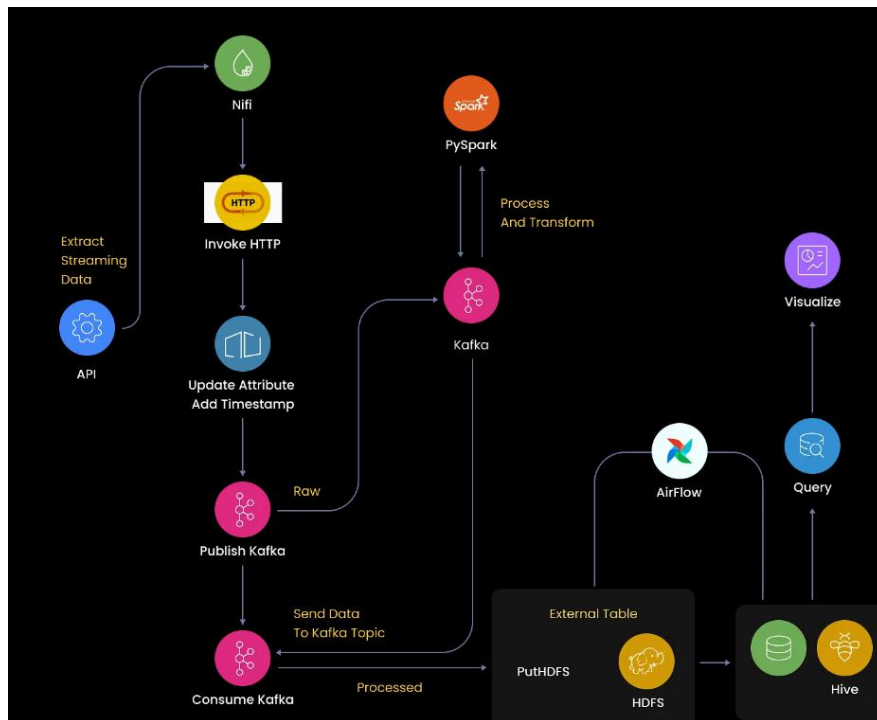 Nifi
Spark
PySpark
HTTP
Invoke HTTP
Process
And Transform
Extract
Streaming
Data
Visualize
API
Kafka
Update Attribute
Add Timestamp
Raw
AirFlow
Query
Publish Kafka
Send Data
To Kafka Topic
External Table
PutHDFS
HDFS
Hive
Processed
Consume Kafka